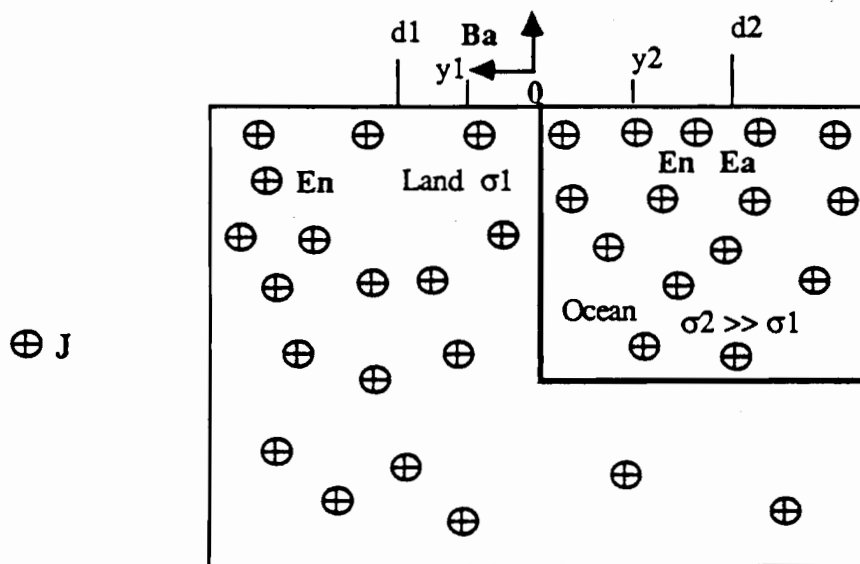 d1 Ba d2
y1 y2
0
En Ea
En Land σ1
Ocean
σ2 >> σ1
J